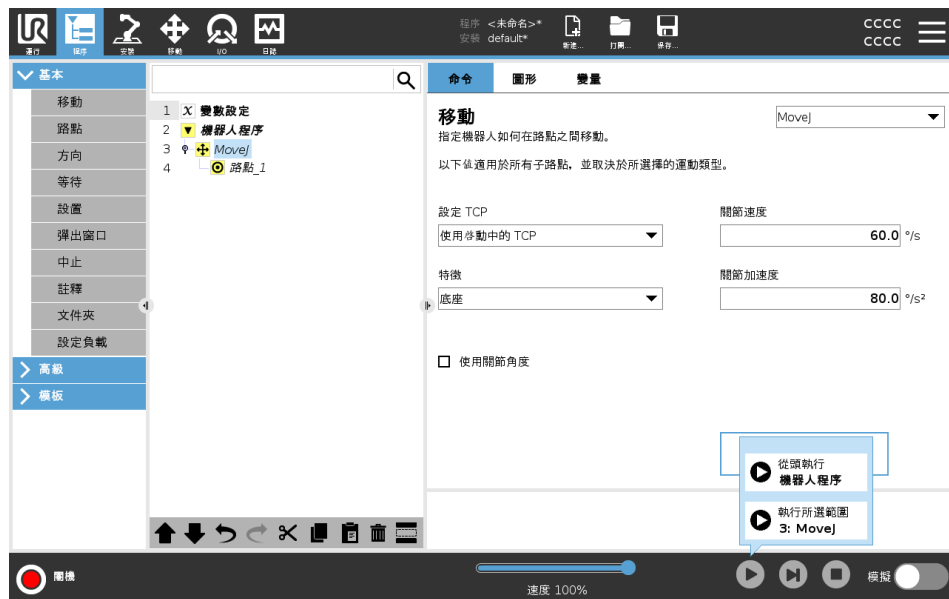 UR
運行
程序
安裝
移動
I/O
日誌
程序 <未命名>*
安裝 default*
新建...
打開...
保存...
CCCC
CCCC
基本
移動
路點
方向
等待
設置
彈出窗口
中止
註釋
文件夾
設定負載
高級
模板
1 X 變數設定
2 機器人程序
3 MoveJ
4 路點_1
命令 圖形 變量
移動
MoveJ
指定機器人如何在路點之間移動。
以下值適用於所有子路點，並取決於所選擇的運動類型。
設定 TCP
使用啓動中的 TCP
關節速度
60.0 °/s
特徵
底座
關節加速度
80.0 °/s²
使用關節角度
從頭執行
機器人程序
執行所選範圍
3: MoveJ
關機
速度 100%
模擬